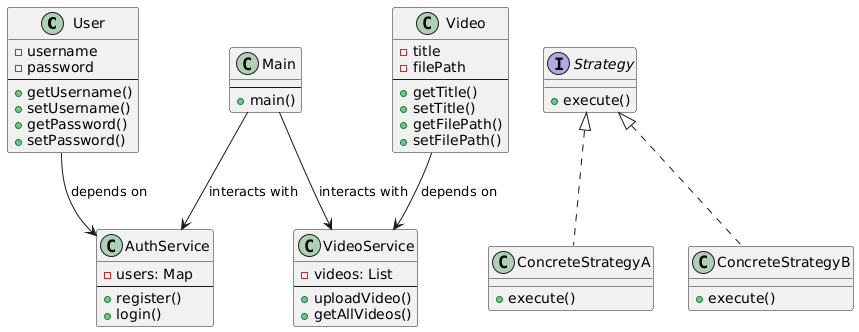 C User
username
password
getUsername()
setUsername()
getPassword()
setPassword()
C Main
main()
C Video
title
filePath
getTitle()
setTitle()
getFilePath()
setFilePath()
I Strategy
execute()
depends on
interacts with
interacts with
depends on
C AuthService
users: Map
register()
login()
C VideoService
videos: List
uploadVideo()
getAllVideos()
C ConcreteStrategyA
execute()
C ConcreteStrategyB
execute()